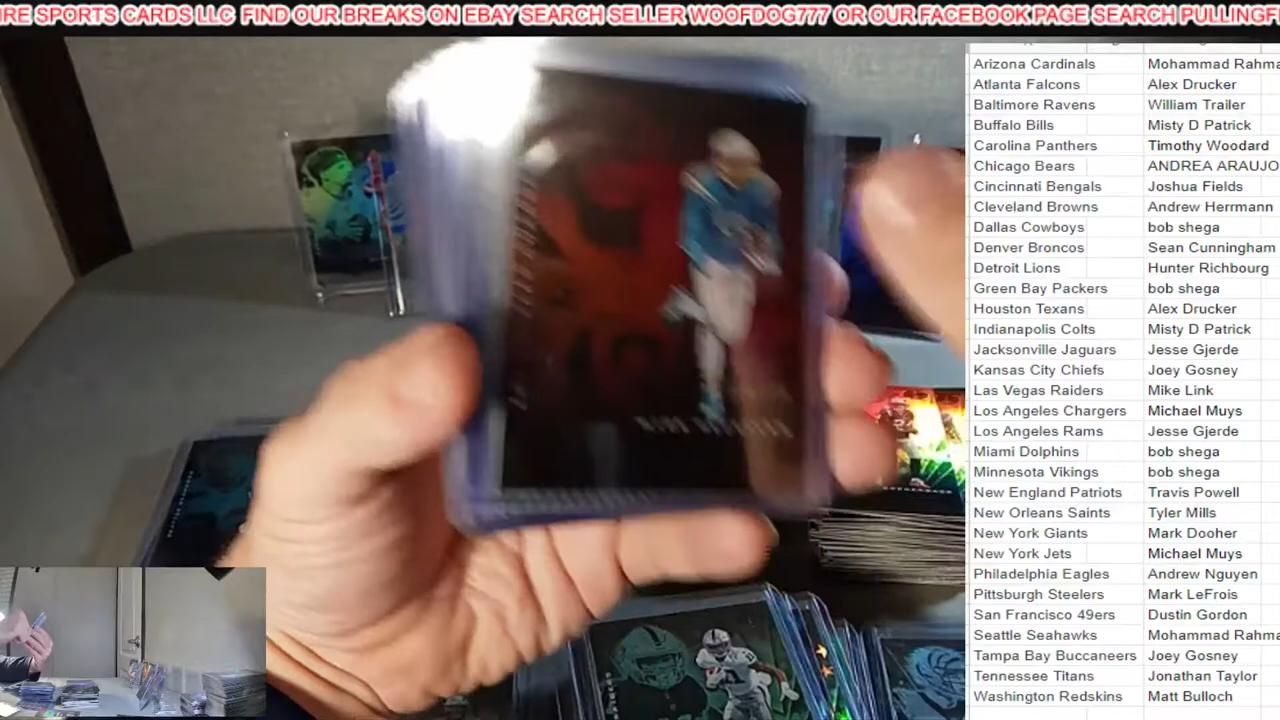 IRE SPORTS CARDS LLC FIND OUR BREAKS ON EBAY SEARCH SELLER WOOFDOG777 OR OUR FACEBOOK PAGE SEARCH PULLINGF
Arizona Cardinals Mohammad Rahma
Atlanta Falcons Alex Drucker
Baltimore Ravens William Trailer
Buffalo Bills Misty D Patrick
Carolina Panthers Timothy Woodard
Chicago Bears ANDREA ARAUJO
Cincinnati Bengals Joshua Fields
Cleveland Browns Andrew Herrmann
Dallas Cowboys bob shega
Denver Broncos Sean Cunningham
Detroit Lions Hunter Richbourg
Green Bay Packers bob shega
Houston Texans Alex Drucker
Indianapolis Colts Misty D Patrick
Jacksonville Jaguars Jesse Gjerde
Kansas City Chiefs Joey Gosney
Las Vegas Raiders Mike Link
Los Angeles Chargers Michael Muys
Los Angeles Rams Jesse Gjerde
Miami Dolphins bob shega
Minnesota Vikings bob shega
New England Patriots Travis Powell
New Orleans Saints Tyler Mills
New York Giants Mark Dooher
New York Jets Michael Muys
Philadelphia Eagles Andrew Nguyen
Pittsburgh Steelers Mark LeFrois
San Francisco 49ers Dustin Gordon
Seattle Seahawks Mohammad Rahma
Tampa Bay Buccaneers Joey Gosney
Tennessee Titans Jonathan Taylor
Washington Redskins Matt Bulloch